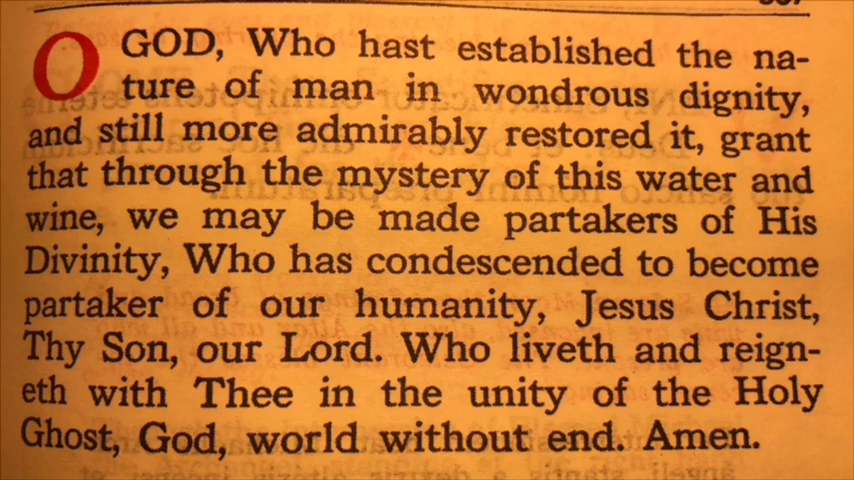 O GOD, Who hast established the na-
ture of man in wondrous dignity,
and still more admirably restored it, grant
that through the mystery of this water and
wine, we may be made partakers of His
Divinity, Who has condescended to become
partaker of our humanity, Jesus Christ,
Thy Son, our Lord. Who liveth and reign-
eth with Thee in the unity of the Holy
Ghost, God, world without end. Amen.